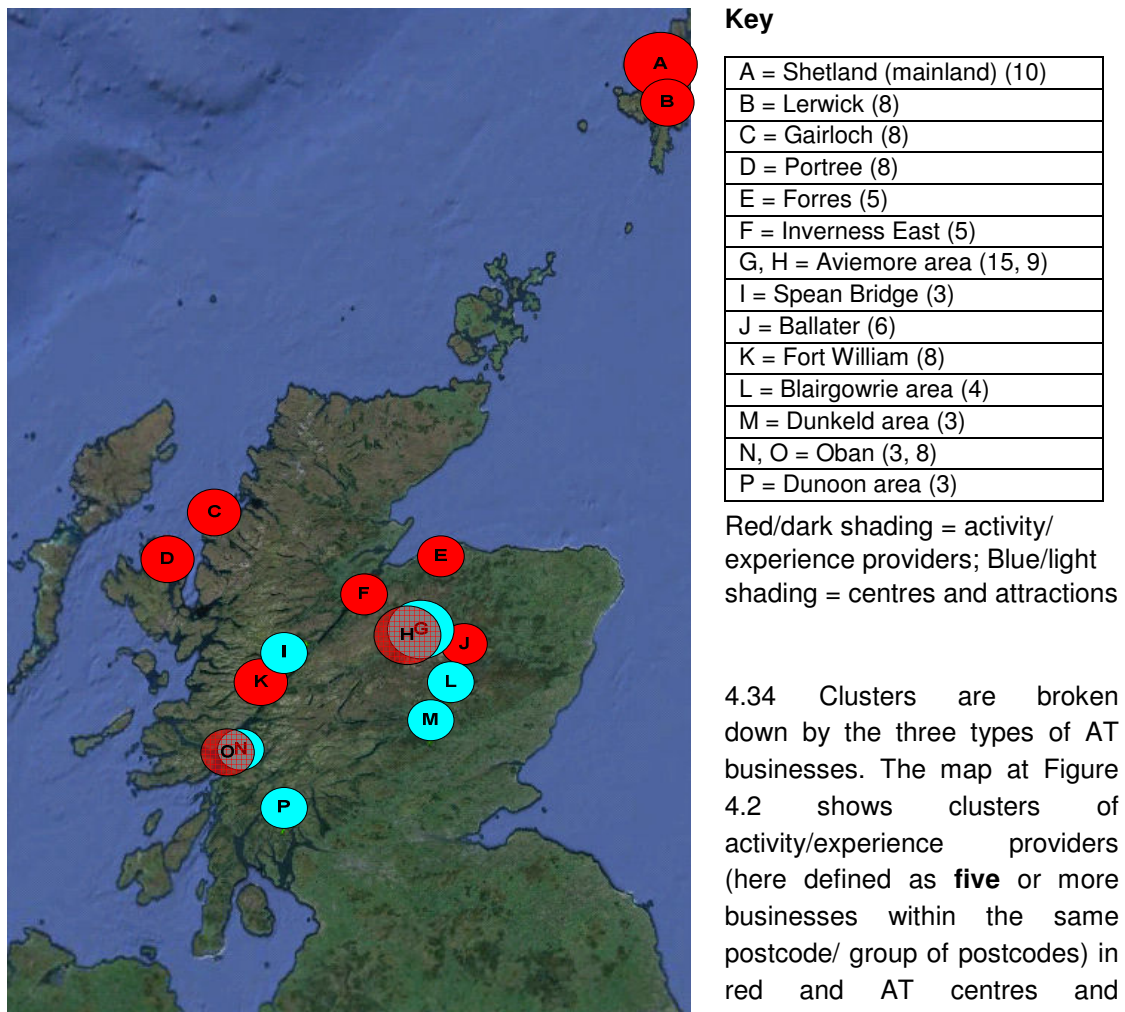 A
B
C
D
E
F
H G
J
I
K
L
M
O N
P
Key
A = Shetland (mainland) (10)
B = Lerwick (8)
C = Gairloch (8)
D = Portree (8)
E = Forres (5)
F = Inverness East (5)
G, H = Aviemore area (15, 9)
I = Spean Bridge (3)
J = Ballater (6)
K = Fort William (8)
L = Blairgowrie area (4)
M = Dunkeld area (3)
N, O = Oban (3, 8)
P = Dunoon area (3)
Red/dark shading = activity/
experience providers; Blue/light
shading = centres and attractions
4.34 Clusters are broken
down by the three types of AT
businesses. The map at Figure
4.2 shows clusters of
activity/experience providers
(here defined as five or more
businesses within the same
postcode/ group of postcodes) in
red and AT centres and